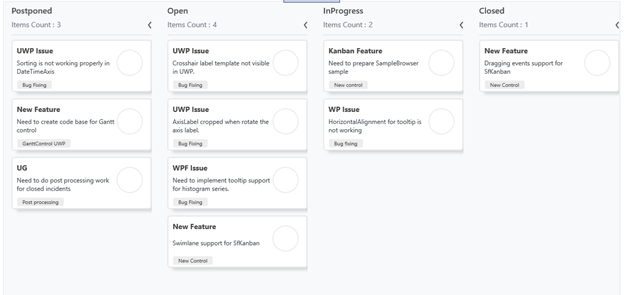 Postponed
Items Count : 3
UWP Issue
Sorting is not working properly in
DateTimeAxis
Bug Fixing
New Feature
Need to create code base for Gantt
control
GanttControl UWP
UG
Need to do post processing work
for closed incidents
Post processing
Open
Items Count : 4
UWP Issue
Crosshair label template not visible
in UWP.
Bug Fixing
UWP Issue
AxisLabel cropped when rotate the
axis label.
Bug Fixing
WPF Issue
Need to implement tooltip support
for histogram series.
Bug Fixing
New Feature
Swimlane support for SfKanban
New Control
InProgress
Items Count : 2
Kanban Feature
Need to prepare SampleBrowser
sample
New control
WP Issue
HorizontalAlignment for tooltip is
not working
Bug fixing
Closed
Items Count : 1
New Feature
Dragging events support for
SfKanban
New Control